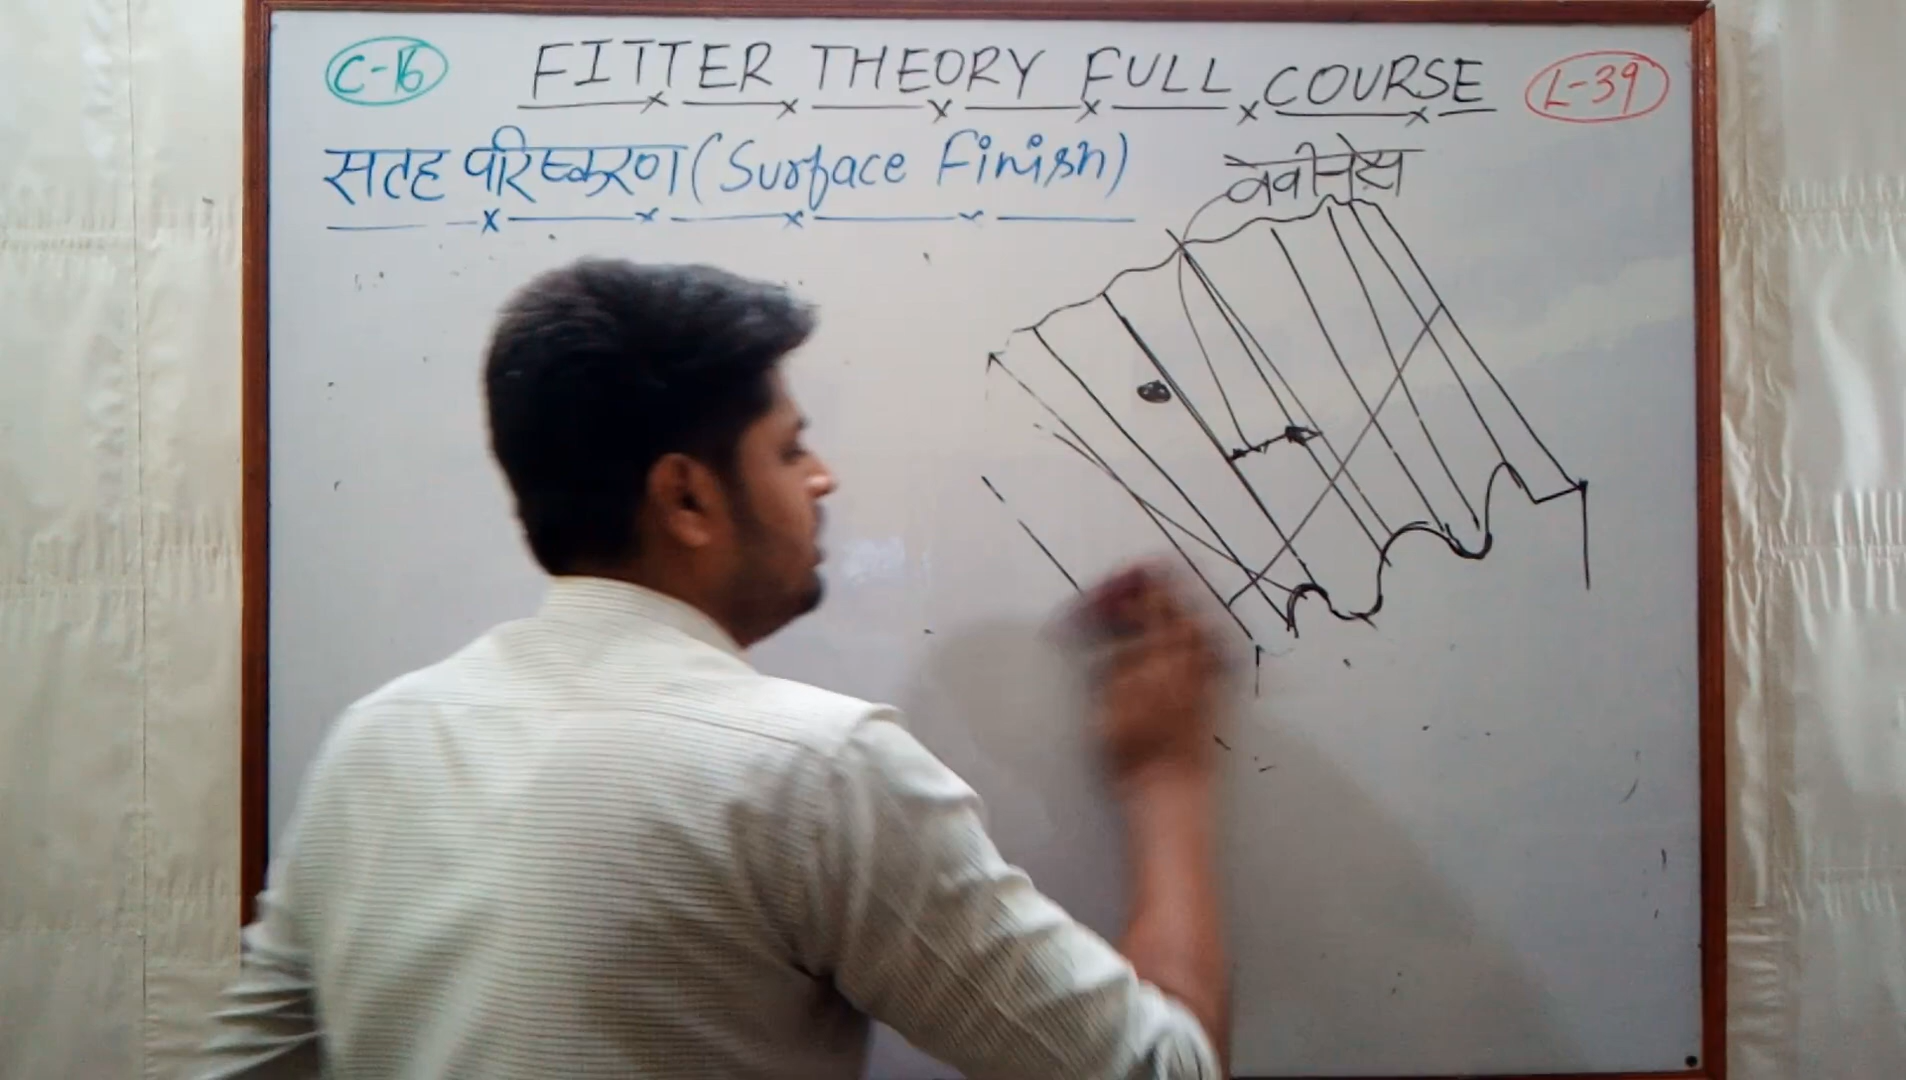 C-16 FITTER THEORY FULL COURSE L-39
सतह परिष्करण (Surface Finish)
वेवीनेस